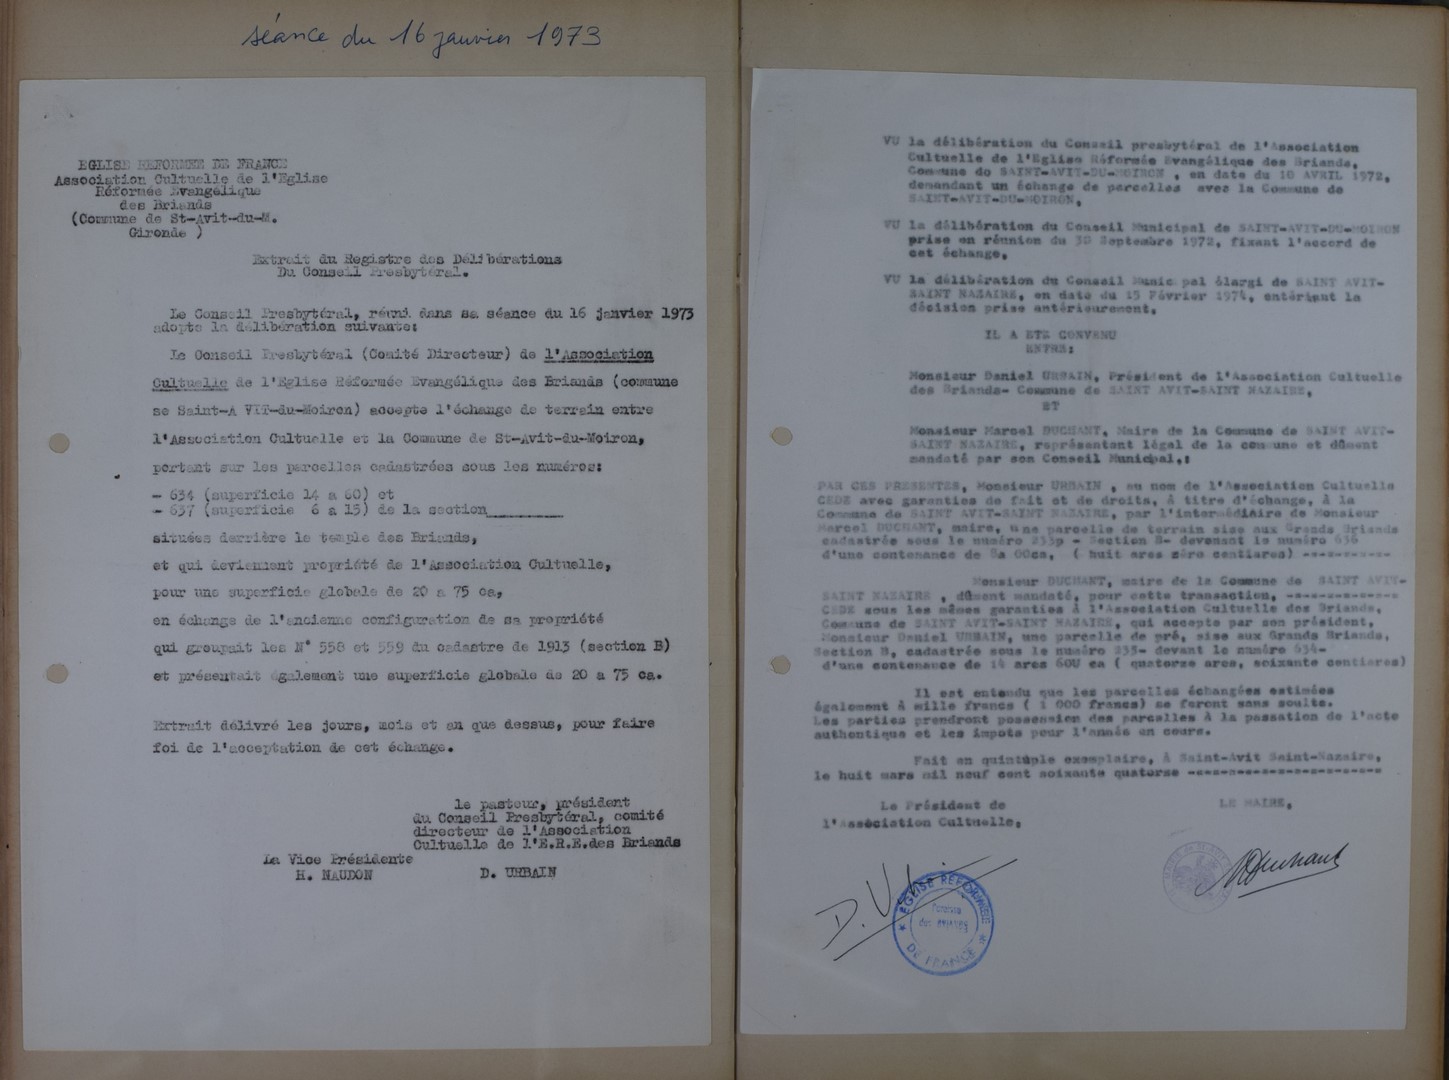 séance du 16 janvier 1973
EGLISE REFORMEE DE FRANCE
Association Cultuelle de l'Eglise
Réformée Evangélique
des Briands
(Commune de St-Avit-du-M.
Gironde )
Extrait du Registre des Délibérations
Du Conseil Presbytéral.
Le Conseil Presbytéral, réuni dans sa séance du 16 janvier 1973
adopte la délibération suivante:
Le Conseil Presbytéral (Comité Directeur) de l'Association
Cultuelle de l'Eglise Réformée Evangélique des Briands (commune
se Saint-A VIT-du-Moiron) accepte l'échange de terrain entre
l'Association Cultuelle et la Commune de St-Avit-du-Moiron,
portant sur les parcelles cadastrées sous les numéros:
- 634 (superficie 14 a 60) et
- 637 (superficie 6 a 15) de la section
situées derrière le temple des Briands,
et qui deviennent propriété de l'Association Cultuelle,
pour une superficie globale de 20 a 75 ca,
en échange de l'ancienne configuration de sa propriété
qui groupait les N° 558 et 559 du cadastre de 1913 (section B)
et présentait également une superficie globale de 20 a 75 ca.
Extrait délivré les jours, mois et an que dessus, pour faire
foi de l'acceptation de cet échange.
le pasteur, président
du Conseil Presbytéral, comité
directeur de l'Association
Cultuelle de l'E.R.E.des Briands
La Vice Présidente
H. NAUDON D. URBAIN
VU la délibération du Conseil presbytéral de l'Association
Cultuelle de l'Eglise Réformée Evangélique des Briands,
Commune de SAINT-AVIT-DU-MOIRON , en date du 10 AVRIL 1972,
demandant un échange de parcelles avec la Commune de
SAINT-AVIT-DU-MOIRON,
VU la délibération du Conseil Municipal de SAINT-AVIT-DU-MOIRON
prise en réunion du 30 Septembre 1972, fixant l'accord de
cet échange,
VU la délibération du Conseil Munic pal élargi de SAINT AVIT-
SAINT NAZAIRE, en date du 15 Février 1974, entérinant la
décision prise antérieurement,
IL A ETE CONVENU
ENTRE:
Monsieur Daniel URBAIN, Président de l'Association Cultuelle
des Briands- Commune de SAINT AVIT-SAINT NAZAIRE,
ET
Monsieur Marcel DUCHANT, Maire de la Commune de SAINT AVIT-
SAINT NAZAIRE, représentant légal de la commune et dûment
mandaté par son Conseil Municipal,:
PAR CES PRESENTES, Monsieur URBAIN , au nom de l'Association Cultuelle
CEDE avec garanties de fait et de droits, à titre d'échange, à la
Commune de SAINT AVIT-SAINT NAZAIRE, par l'intermédiaire de Monsieur
Marcel DUCHANT, maire, une parcelle de terrain sise aux Grands Briands
cadastrée sous le numéro 233p - Section B- devenant le numéro 636
d'une contenance de 8a 00ca, ( huit ares zéro centiares) ----------
Monsieur DUCHANT, maire de la Commune de SAINT AVIT-
SAINT NAZAIRE , dûment mandaté, pour cette transaction, -----------
CEDE sous les mêmes garanties à l'Association Cultuelle des Briands,
Commune de SAINT AVIT-SAINT NAZAIRE, qui accepte par son président,
Monsieur Daniel URBAIN, une parcelle de pré, sise aux Grands Briands,
Section B, cadastrée sous le numéro 233- devant le numéro 634-
d'une contenance de 14 ares 60U ca ( quatorze ares, soixante centiares)
Il est entendu que les parcelles échangées estimées
également à mille francs ( 1 000 francs) se feront sans soulte.
Les parties prendront possession des parcelles à la passation de l'acte
authentique et les impots pour l'année en cours.
Fait en quintuple exemplaire, à Saint-Avit Saint-Nazaire,
le huit mars mil neuf cent soixante quatorze --------------------
Le Président de LE MAIRE,
l'Association Cultuelle,
EGLISE REFORMEE
Paroisse
des BRIANDS
DE FRANCE